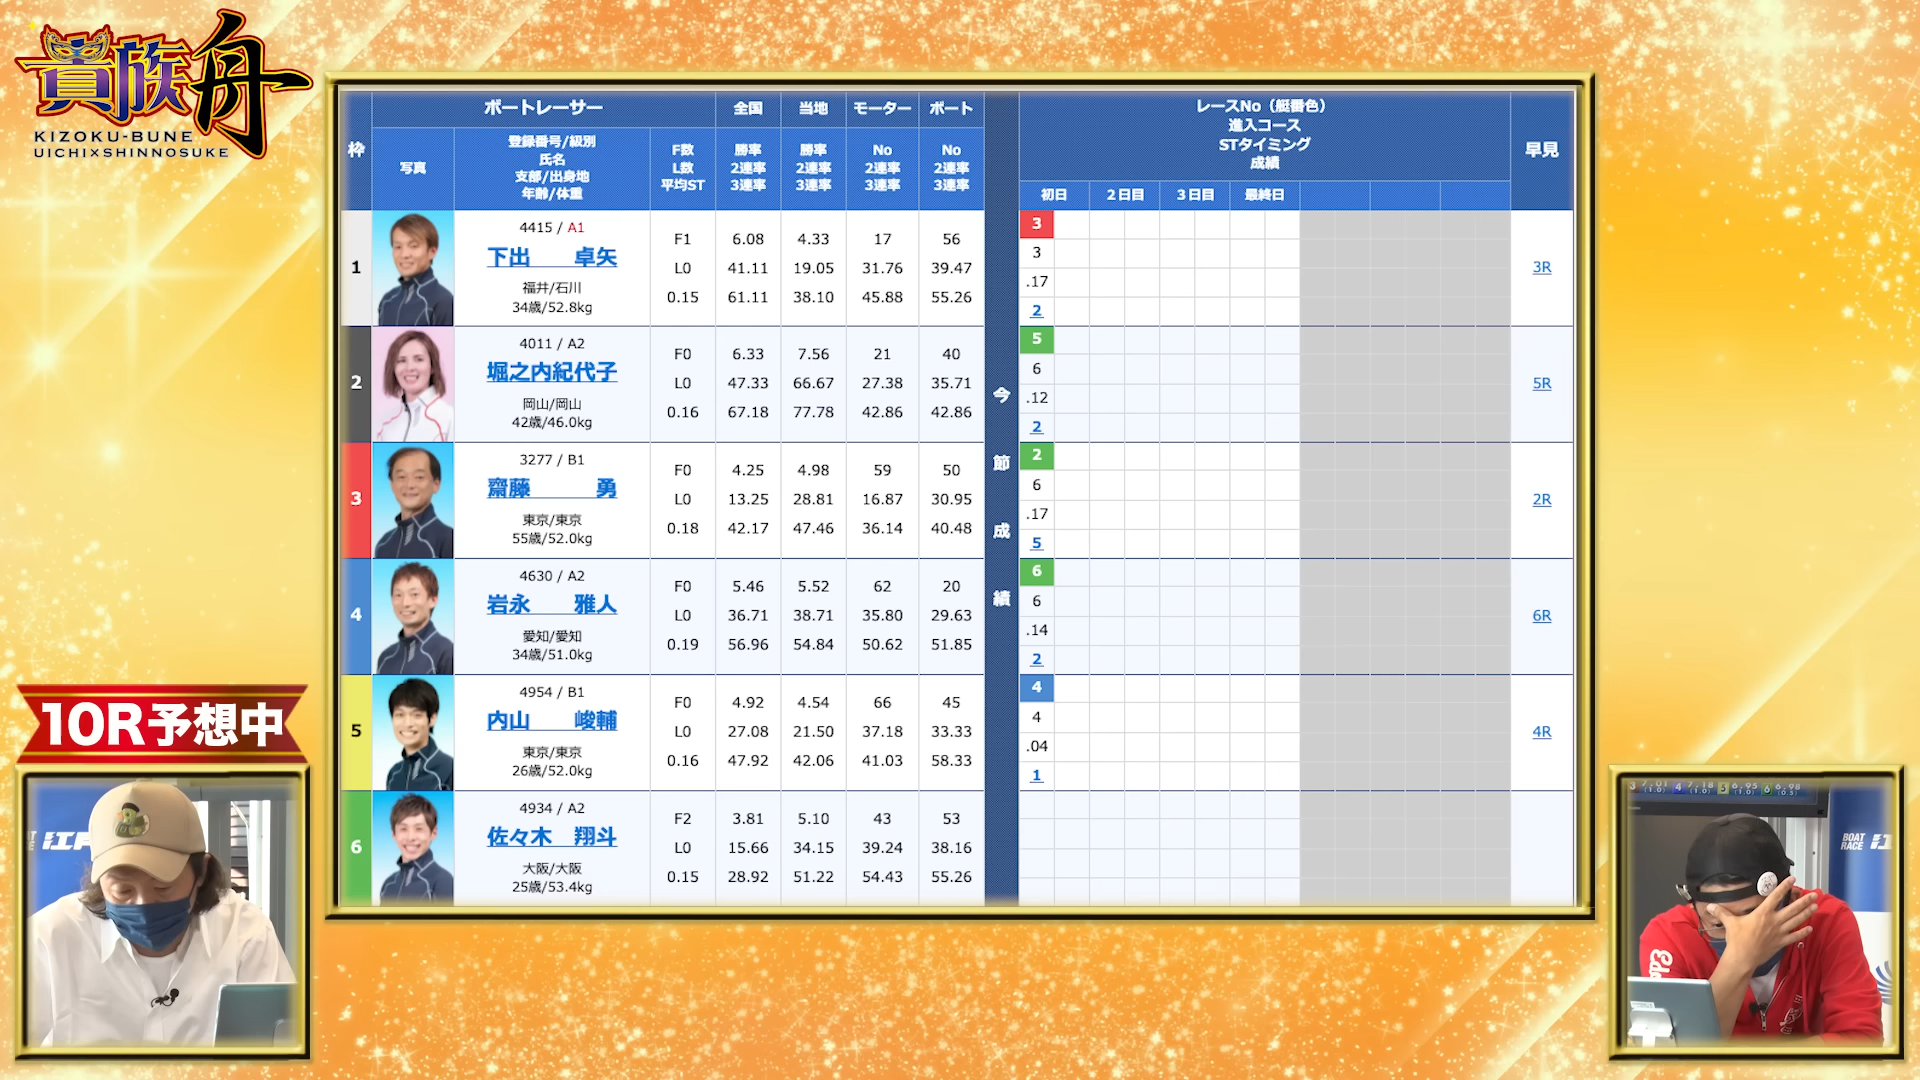 貴族舟
KIZOKU-BUNE
UICHI×SHINNOSUKE
枠
ボートレーサー
全国
当地
モーター
ボート
写真
登録番号/級別
氏名
支部/出身地
年齢/体重
F数
L数
平均ST
勝率
2連率
3連率
勝率
2連率
3連率
No
2連率
3連率
No
2連率
3連率
今節成績
レースNo（艇番色）
進入コース
STタイミング
成績
初日
2日目
3日目
最終日
早見
1
4415 / A1
下出 卓矢
福井/石川
34歳/52.8kg
F1
L0
0.15
6.08
41.11
61.11
4.33
19.05
38.10
17
31.76
45.88
56
39.47
55.26
3
3
.17
2
3R
2
4011 / A2
堀之内紀代子
岡山/岡山
42歳/46.0kg
F0
L0
0.16
6.33
47.33
67.18
7.56
66.67
77.78
21
27.38
42.86
40
35.71
42.86
5
6
.12
2
5R
3
3277 / B1
齋藤 勇
東京/東京
55歳/52.0kg
F0
L0
0.18
4.25
13.25
42.17
4.98
28.81
47.46
59
16.87
36.14
50
30.95
40.48
2
6
.17
5
2R
4
4630 / A2
岩永 雅人
愛知/愛知
34歳/51.0kg
F0
L0
0.19
5.46
36.71
56.96
5.52
38.71
54.84
62
35.80
50.62
20
29.63
51.85
6
6
.14
2
6R
5
4954 / B1
内山 峻輔
東京/東京
26歳/52.0kg
F0
L0
0.16
4.92
27.08
47.92
4.54
21.50
42.06
66
37.18
41.03
45
33.33
58.33
4
4
.04
1
4R
6
4934 / A2
佐々木 翔斗
大阪/大阪
25歳/53.4kg
F2
L0
0.15
3.81
15.66
28.92
5.10
34.15
51.22
43
39.24
54.43
53
38.16
55.26
10R予想中
BOAT
RACE